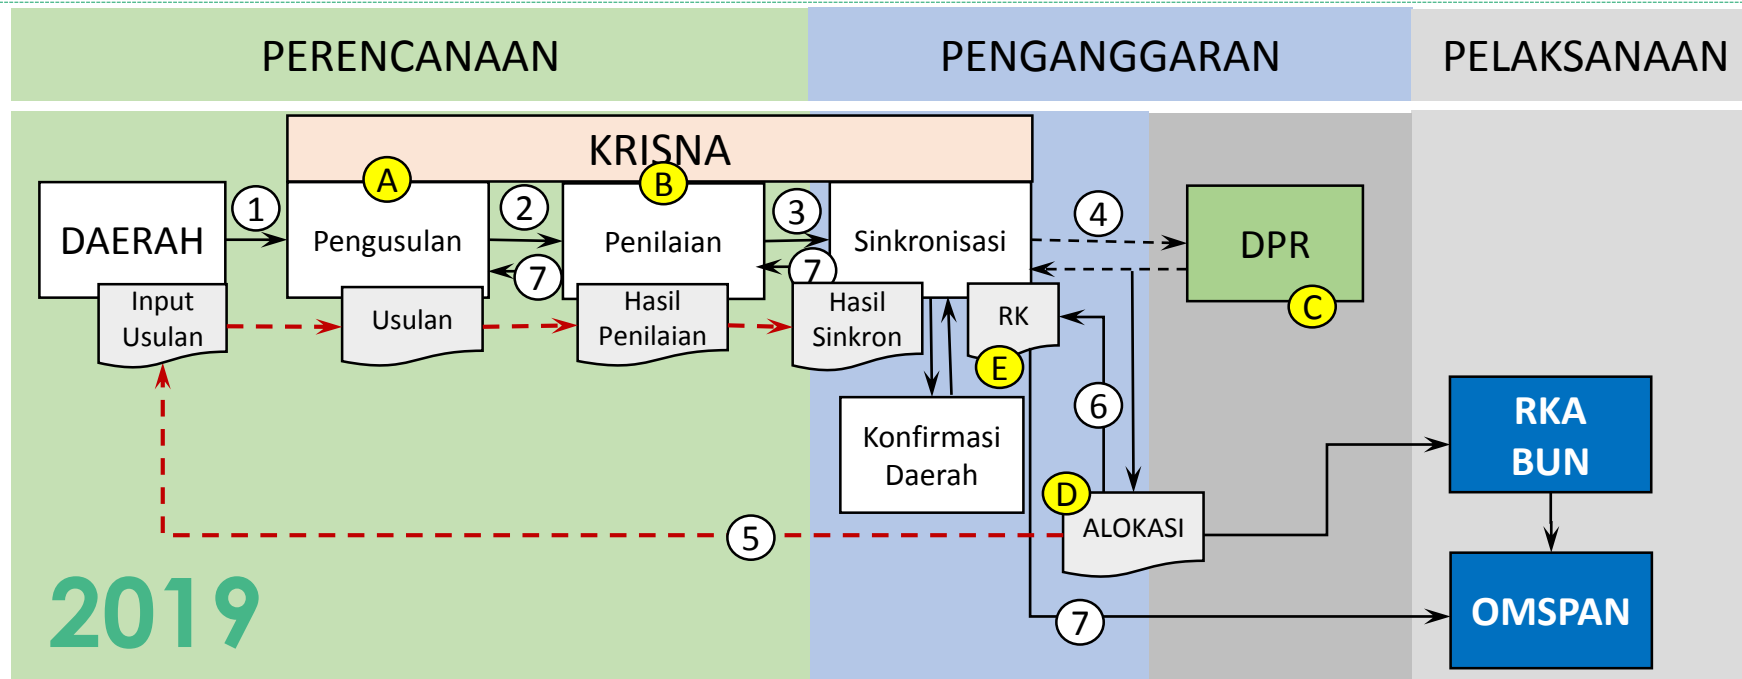 PERENCANAAN
PENGANGGARAN
PELAKSANAAN
KRISNA
A
B
DAERAH
1
Pengusulan
2
Penilaian
3
Sinkronisasi
4
DPR
7
7
C
Input
Usulan
Usulan
Hasil
Penilaian
Hasil
Sinkron
RK
E
6
Konfirmasi
Daerah
RKA
BUN
D
ALOKASI
5
7
OMSPAN
2019